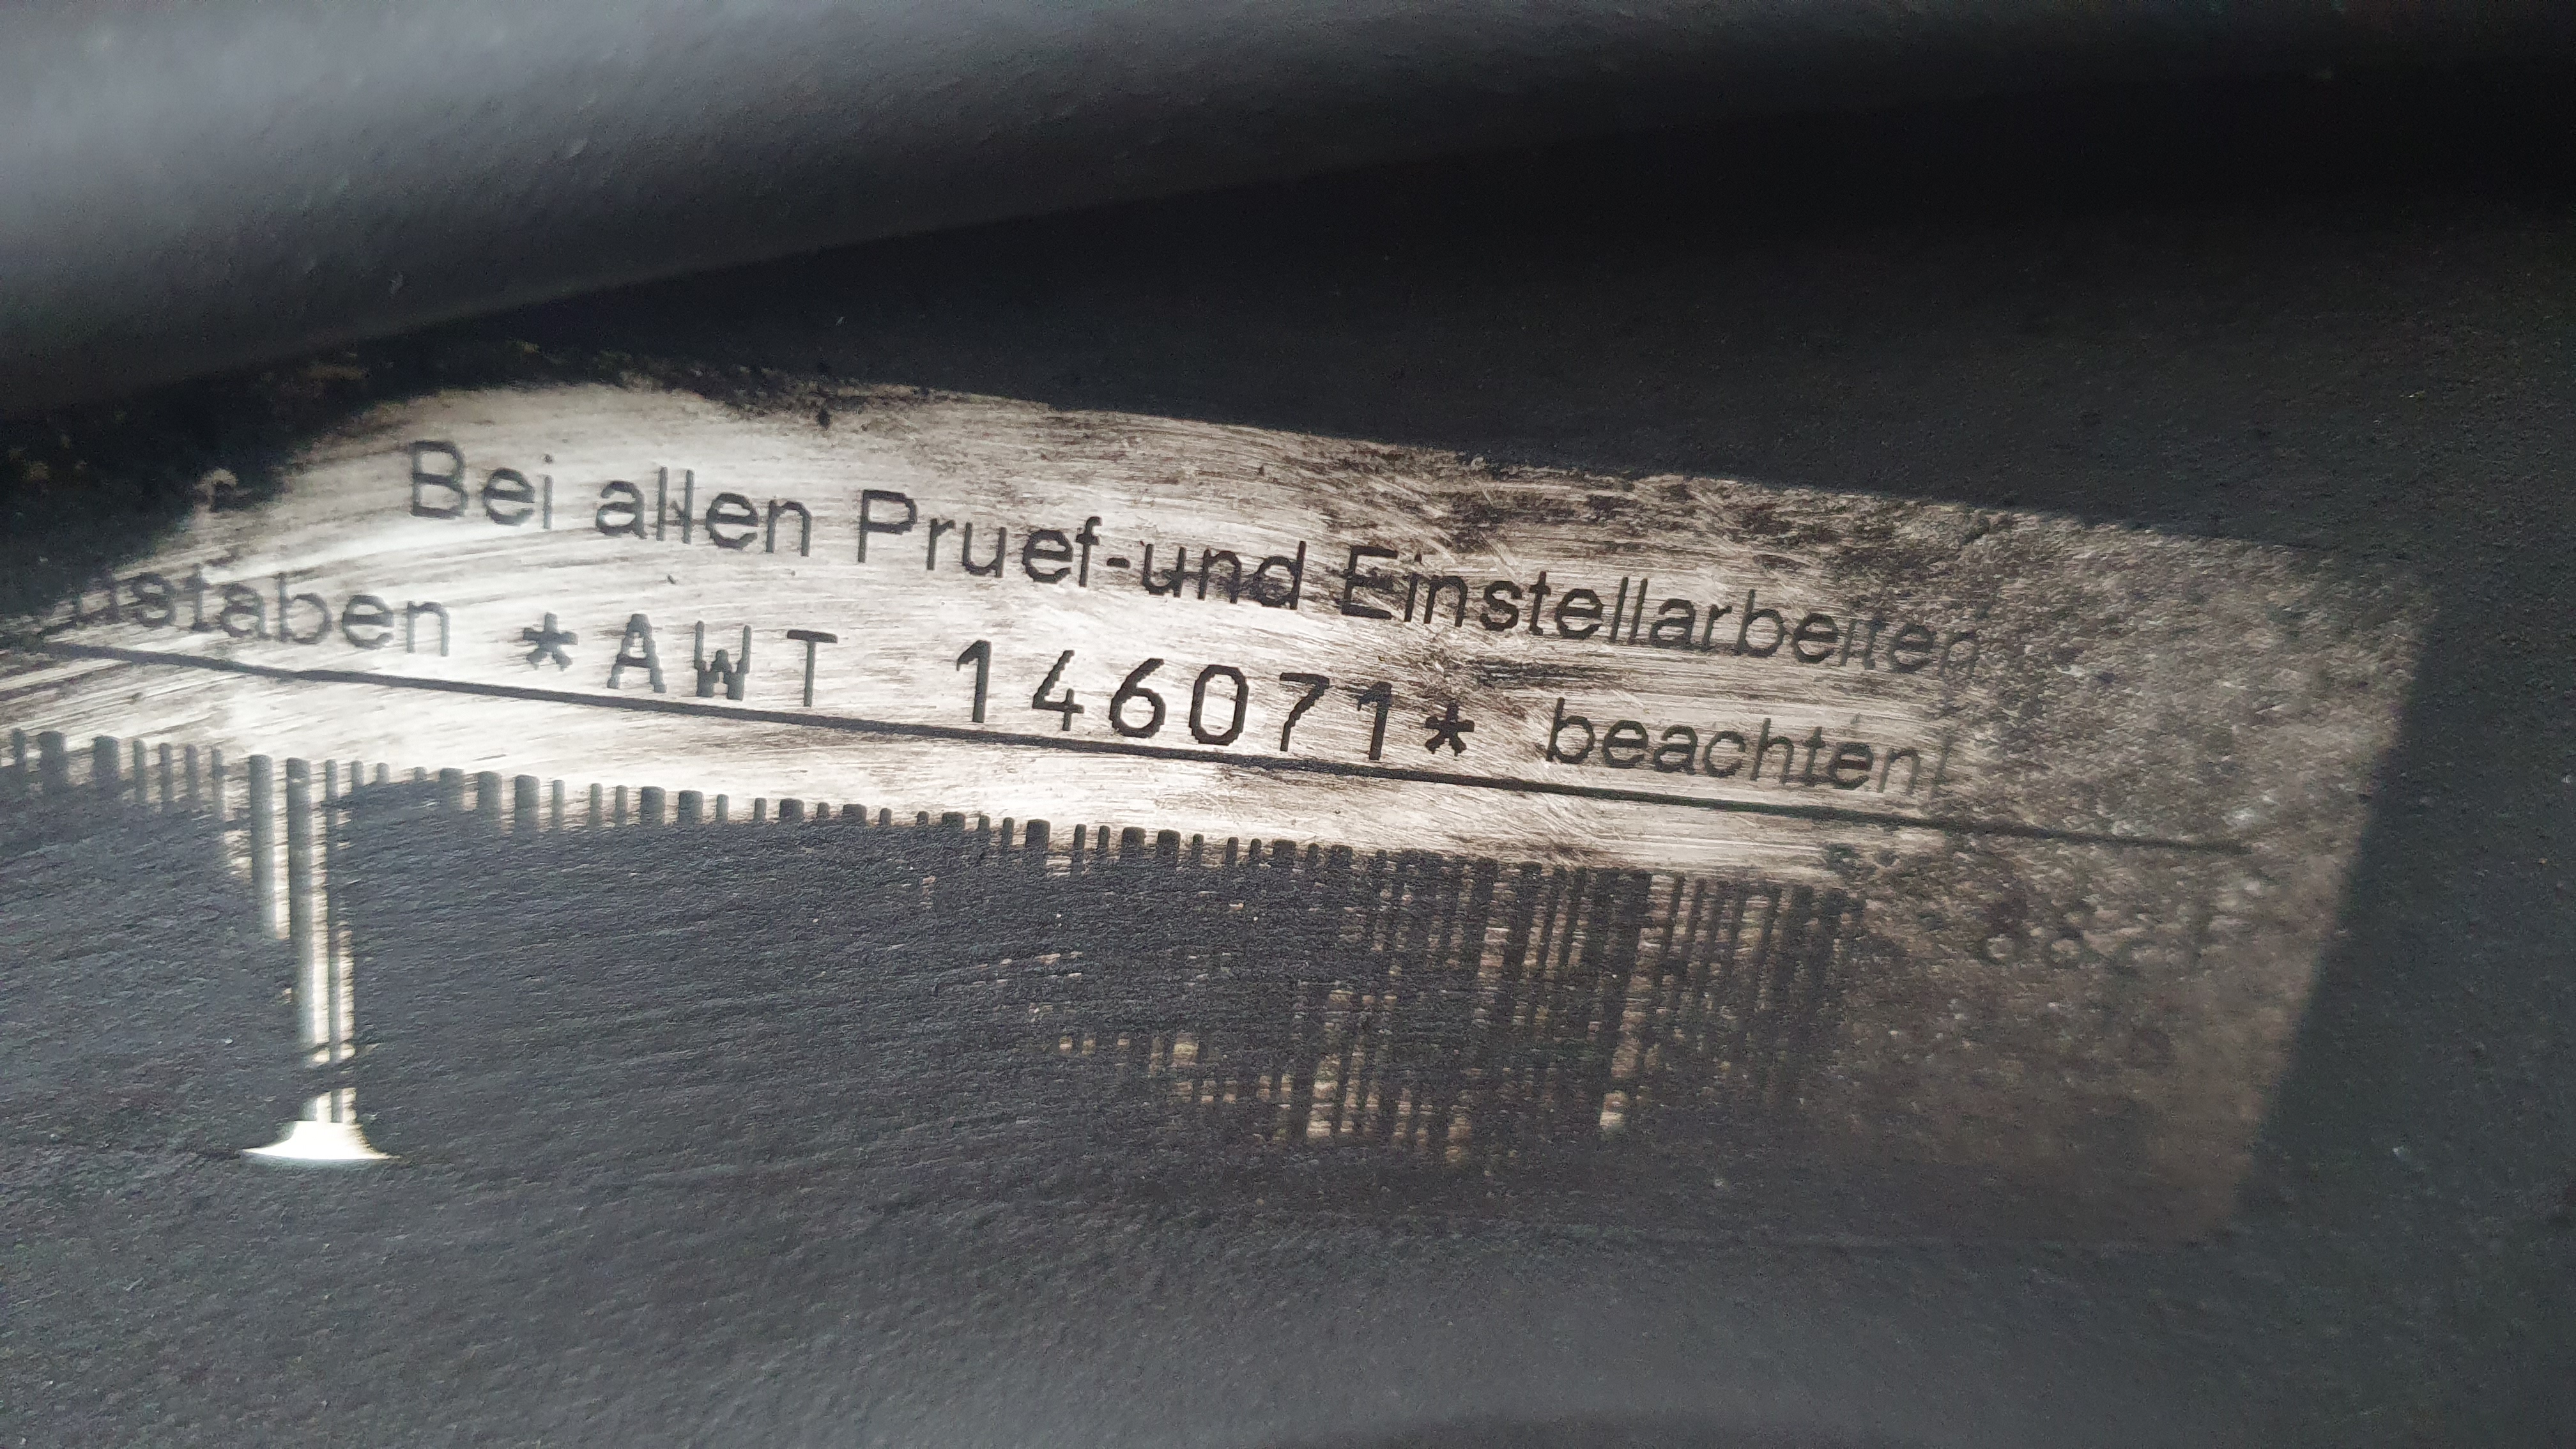 Bei allen Pruef-und Einstellarbeiten
*AWT 146071* beachten!